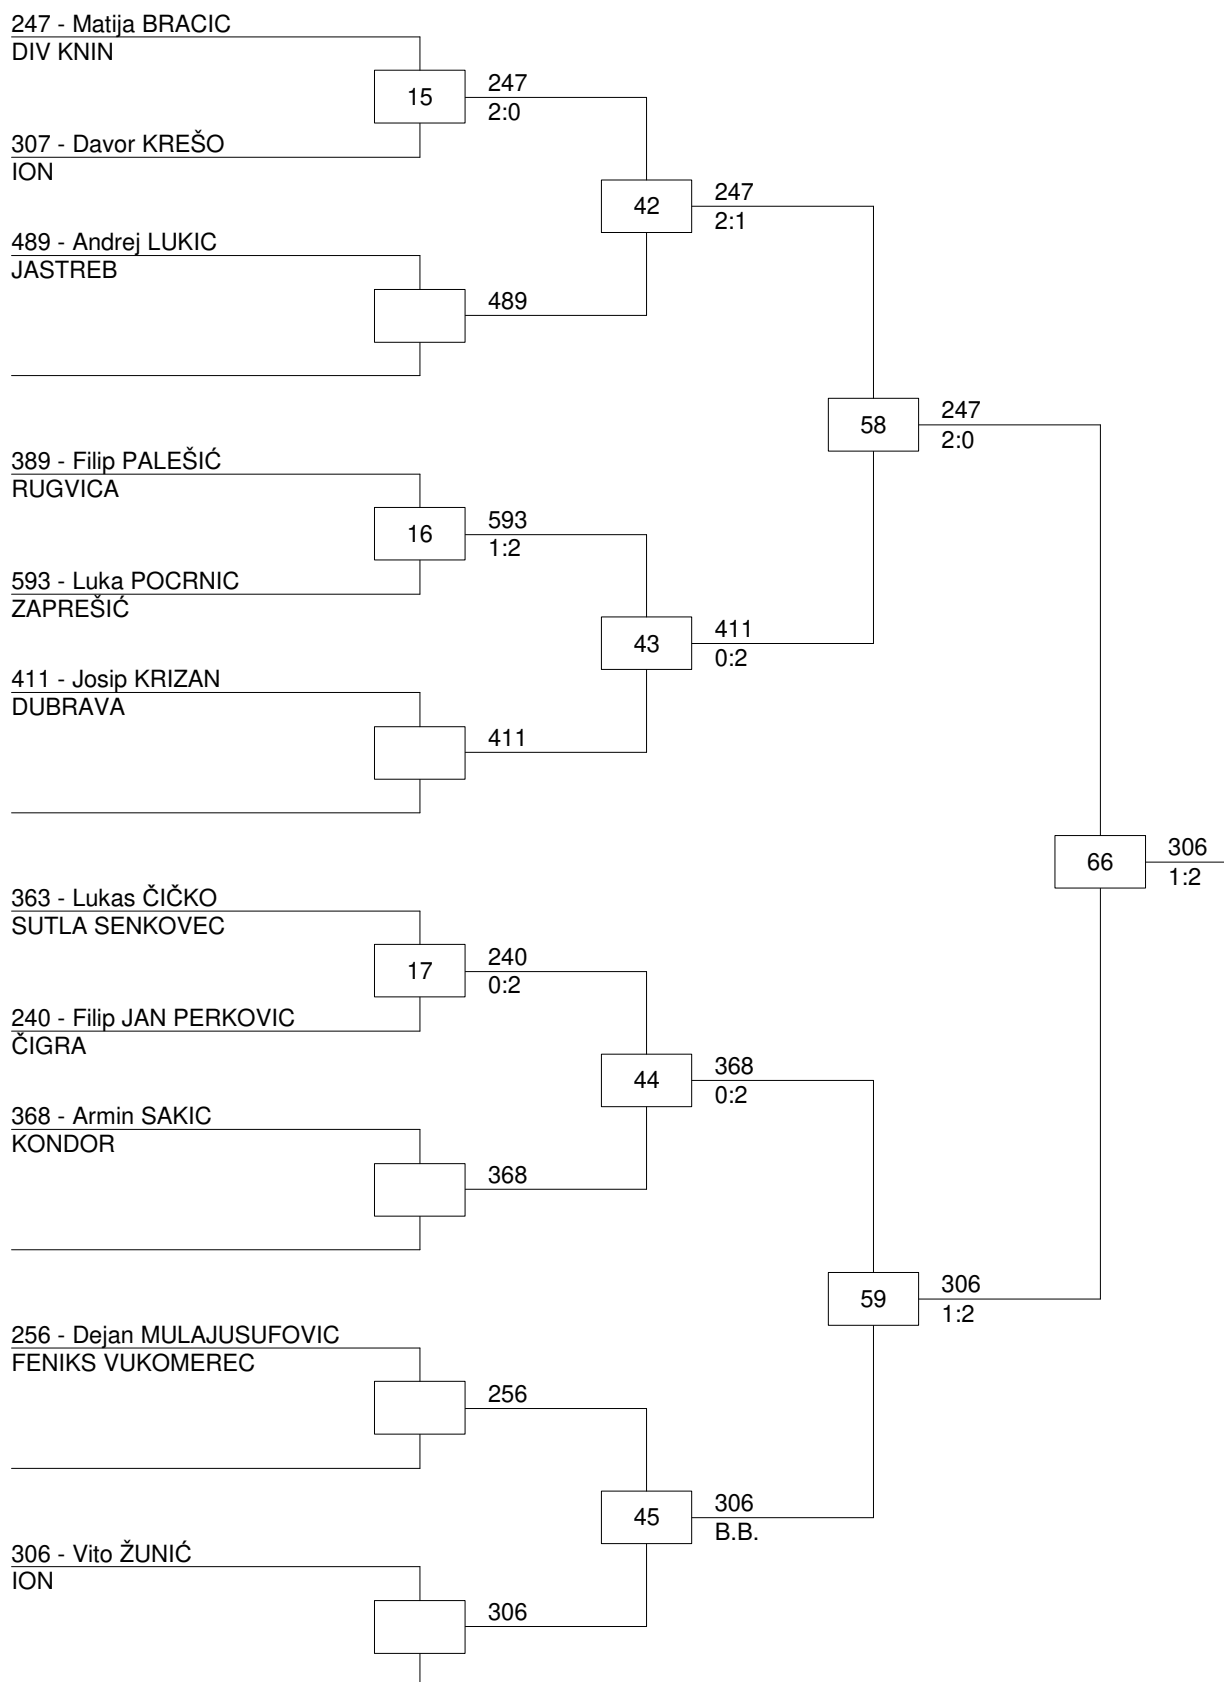 247 - Matija BRACIC
DIV KNIN
15
247
2:0
307 - Davor KREŠO
ION
42
247
2:1
489 - Andrej LUKIC
JASTREB
489
58
247
2:0
389 - Filip PALEŠIĆ
RUGVICA
16
593
1:2
593 - Luka POCRNIC
ZAPREŠIĆ
43
411
0:2
411 - Josip KRIZAN
DUBRAVA
411
66
306
1:2
363 - Lukas ČIČKO
SUTLA SENKOVEC
17
240
0:2
240 - Filip JAN PERKOVIC
ČIGRA
44
368
0:2
368 - Armin SAKIC
KONDOR
368
59
306
1:2
256 - Dejan MULAJUSUFOVIC
FENIKS VUKOMEREC
256
45
306
B.B.
306 - Vito ŽUNIĆ
ION
306